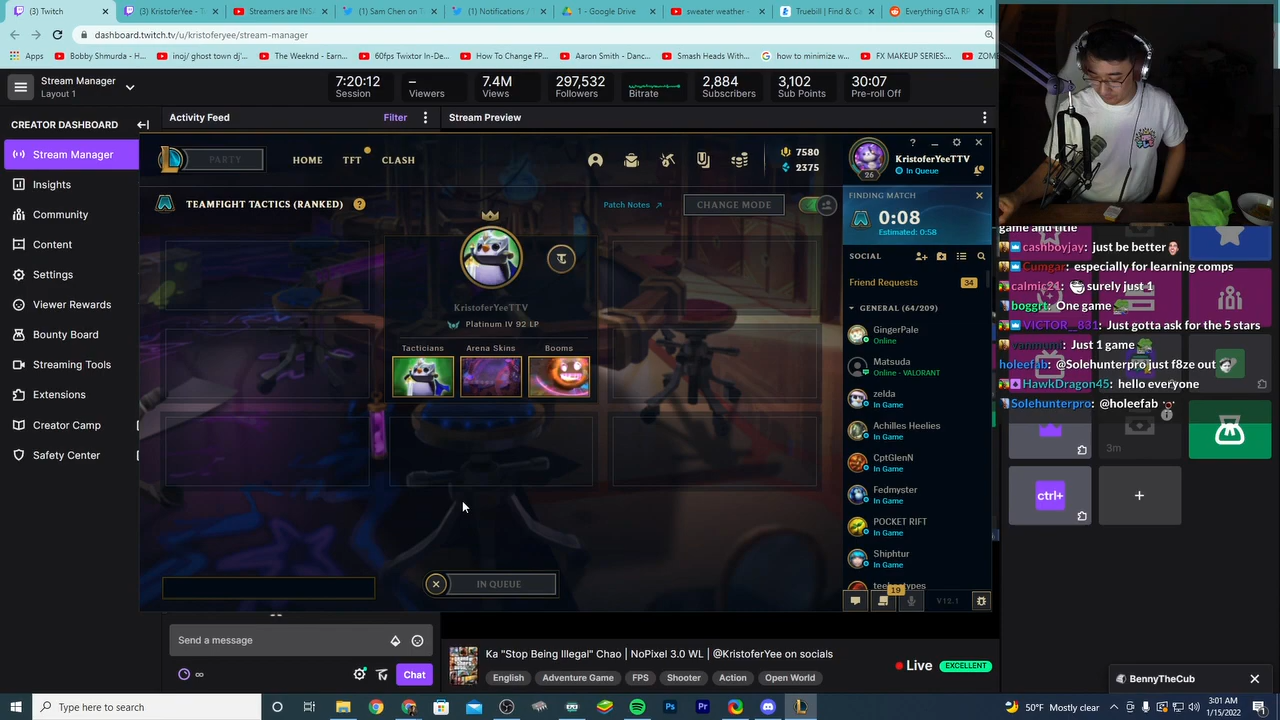 (3) Twitch
KristoferYee - T
Streamers are INS
(1) Sam Chen on T
(1) Notifications / 
1 - Google Drive
sweater weather -
Truebill | Find & C
Everything GTA RP
dashboard.twitch.tv/u/kristoferyee/stream-manager
Apps
Bobby Shmurda - H...
inoj/ ghost town dj'...
The Weeknd - Earn...
60fps Twixtor In-De...
How To Change FP...
Aaron Smith - Danc...
Smash Heads With...
how to minimize w...
FX MAKEUP SERIES:...
ZOM
Stream Manager
Layout 1
7:20:12
Session
–
Viewers
7.4M
Views
297,532
Followers
Bitrate
2,884
Subscribers
3,102
Sub Points
30:07
Pre-roll Off
CREATOR DASHBOARD
Stream Manager
Insights
Community
Content
Settings
Viewer Rewards
Bounty Board
Streaming Tools
Extensions
Creator Camp
Safety Center
Activity Feed
Filter
Stream Preview
PARTY
HOME
TFT
CLASH
7580
2375
26
KristoferYeeTTV
In Queue
TEAMFIGHT TACTICS (RANKED)
Patch Notes
CHANGE MODE
FINDING MATCH
0:08
Estimated: 0:58
SOCIAL
Friend Requests
34
GENERAL (64/209)
GingerPale
Online
Matsuda
Online - VALORANT
zelda
In Game
Achilles Heelies
In Game
CptGlenN
In Game
Fedmyster
In Game
POCKET RIFT
In Game
Shiphtur
In Game
KristoferYeeTTV
Platinum IV 92 LP
Tacticians
Arena Skins
Booms
IN QUEUE
19
V12.1
game and title
cashboyjay: just be better
Cumgar: especially for learning comps
calmic24: surely just 1
boggrt: One game
VICTOR__831: Just gotta ask for the 5 stars
Just 1 game
holeefab: @Solehunterpro just f8ze out
HawkDragon45: hello everyone
Solehunterpro: @holeefab
3m
ctrl+
Send a message
Chat
Ka "Stop Being Illegal" Chao | NoPixel 3.0 WL | @KristoferYee on socials
English
Adventure Game
FPS
Shooter
Action
Open World
Live
EXCELLENT
BennyTheCub
Type here to search
50°F Mostly clear
3:01 AM
1/15/2022